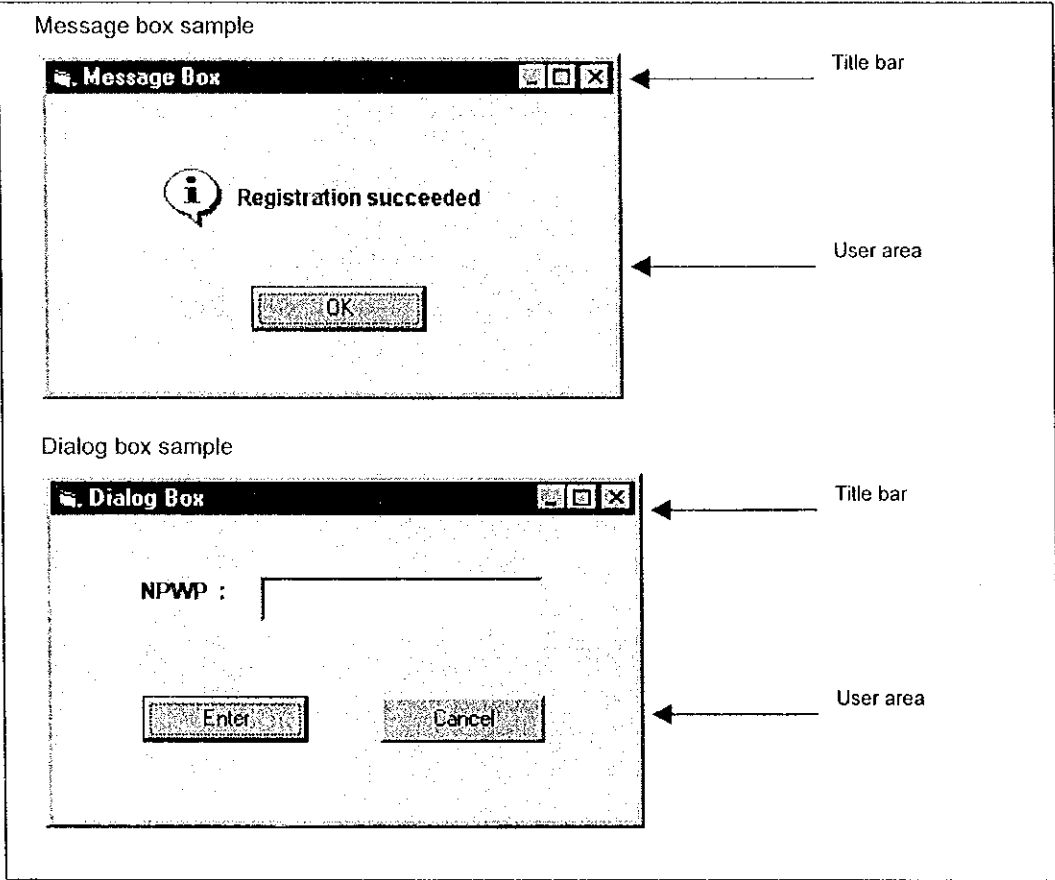 Message box sample
Message Box
Title bar
Registration succeeded
User area
OK
Dialog box sample
Dialog Box
Title bar
NPWP :
User area
Enter
Cancel